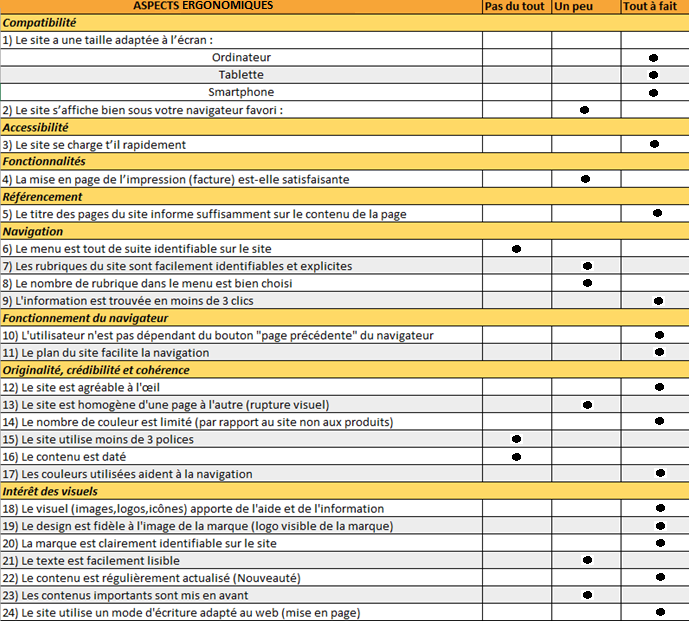 ASPECTS ERGONOMIQUES Pas du tout Un peu Tout à fait
Compatibilité
1) Le site a une taille adaptée à l'écran :
Ordinateur
Tablette
Smartphone
2) Le site s'affiche bien sous votre navigateur favori :
Accessibilité
3) Le site se charge t'il rapidement
Fonctionnalités
4) La mise en page de l'impression (facture) est-elle satisfaisante
Référencement
5) Le titre des pages du site informe suffisamment sur le contenu de la page
Navigation
6) Le menu est tout de suite identifiable sur le site
7) Les rubriques du site sont facilement identifiables et explicites
8) Le nombre de rubrique dans le menu est bien choisi
9) L'information est trouvée en moins de 3 clics
Fonctionnement du navigateur
10) L'utilisateur n'est pas dépendant du bouton "page précédente" du navigateur
11) Le plan du site facilite la navigation
Originalité, crédibilité et cohérence
12) Le site est agréable à l'œil
13) Le site est homogène d'une page à l'autre (rupture visuel)
14) Le nombre de couleur est limité (par rapport au site non aux produits)
15) Le site utilise moins de 3 polices
16) Le contenu est daté
17) Les couleurs utilisées aident à la navigation
Intérêt des visuels
18) Le visuel (images,logos,icônes) apporte de l'aide et de l'information
19) Le design est fidèle à l'image de la marque (logo visible de la marque)
20) La marque est clairement identifiable sur le site
21) Le texte est facilement lisible
22) Le contenu est régulièrement actualisé (Nouveauté)
23) Les contenus importants sont mis en avant
24) Le site utilise un mode d'écriture adapté au web (mise en page)